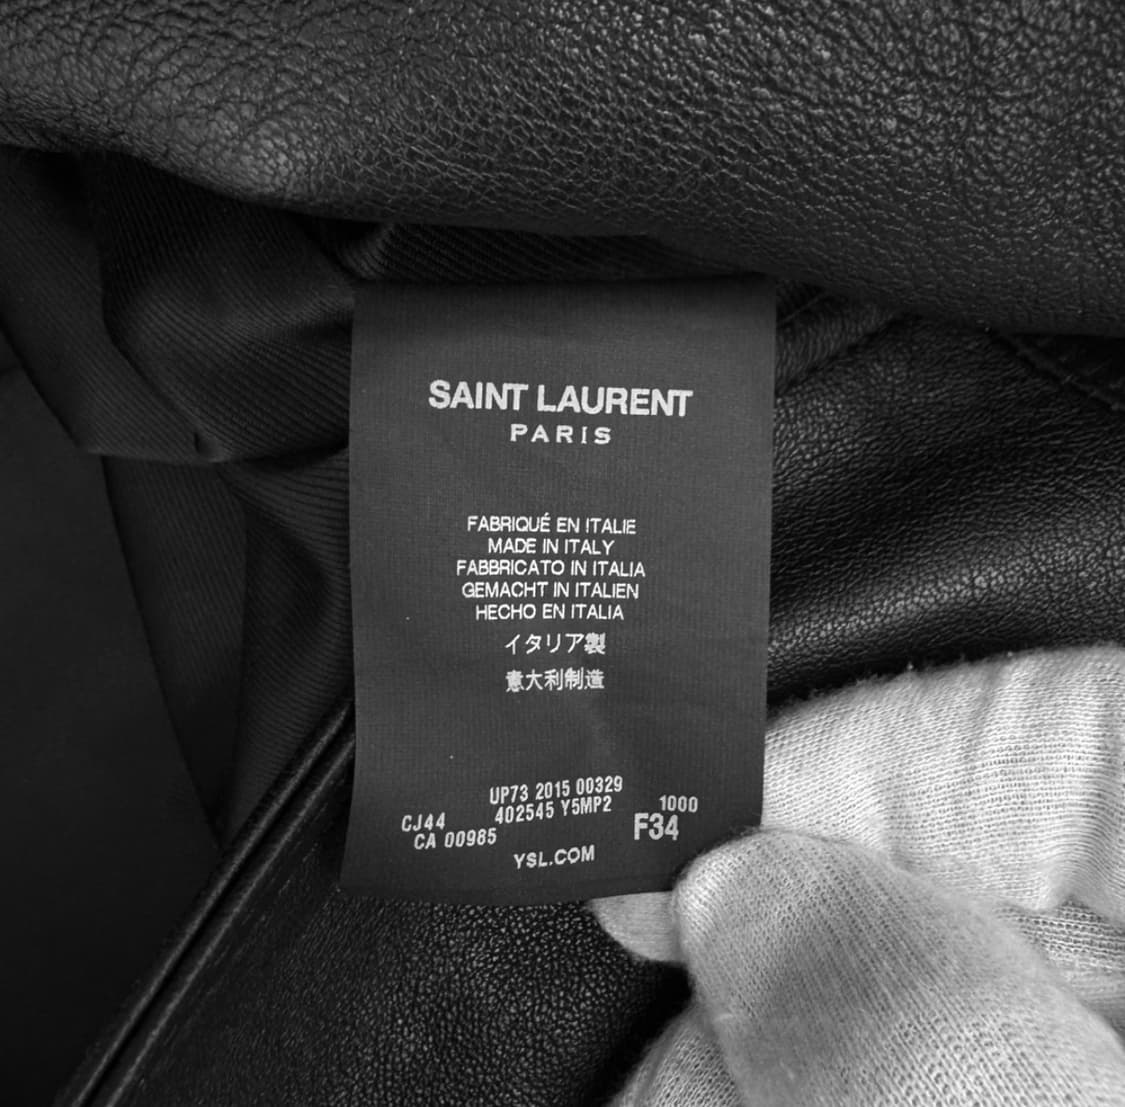 SAINT LAURENT
PARIS
FABRIQUÉ EN ITALIE
MADE IN ITALY
FABBRICATO IN ITALIA
GEMACHT IN ITALIEN
HECHO EN ITALIA
イタリア製
意大利制造
UP73 2015 00329
CJ44 402545 Y5MP2 1000
CA 00985 F34
YSL.COM